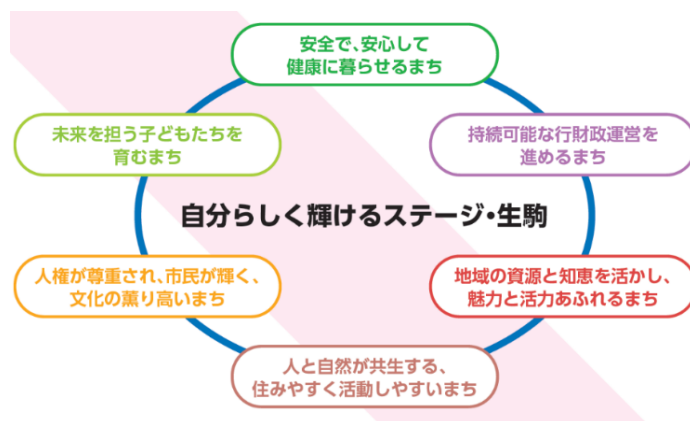 安全で、安心して
健康に暮らせるまち
未来を担う子どもたちを
育むまち
持続可能な行財政運営を
進めるまち
自分らしく輝けるステージ・生駒
人権が尊重され、市民が輝く、
文化の薫り高いまち
地域の資源と知恵を活かし、
魅力と活力あふれるまち
人と自然が共生する、
住みやすく活動しやすいまち